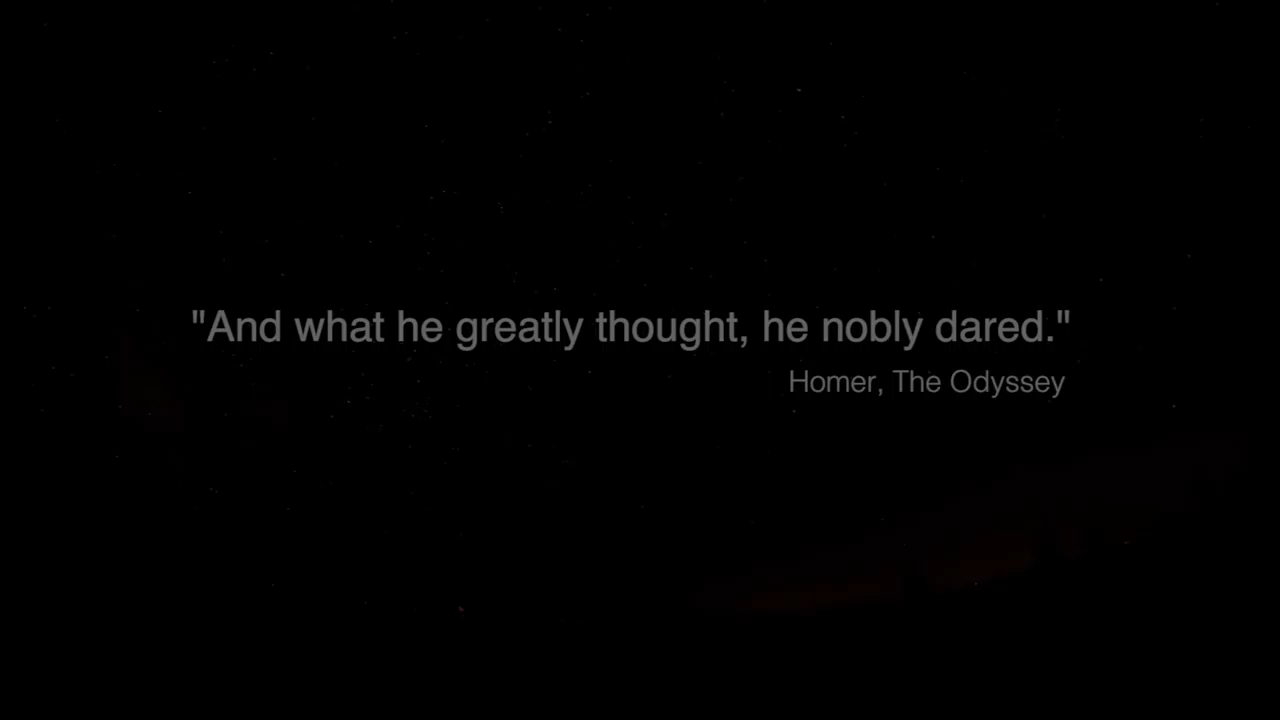 "And what he greatly thought, he nobly dared."
Homer, The Odyssey